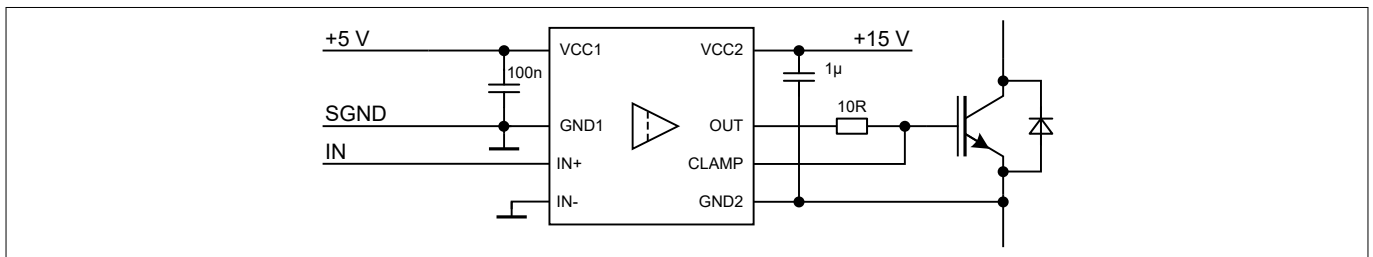 +5 V
VCC1
VCC2
+15 V
100n
1µ
10R
SGND
GND1
OUT
IN
IN+
CLAMP
IN-
GND2